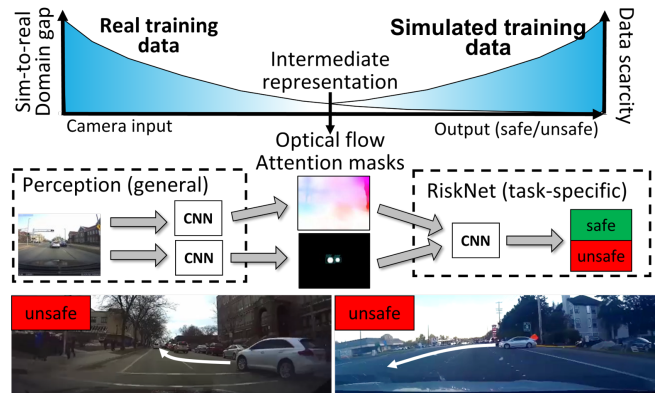 Sim-to-real
Domain gap
Real training
data
Simulated training
data
Data scarcity
Intermediate
representation
Camera input
Output (safe/unsafe)
Optical flow
Attention masks
Perception (general)
RiskNet (task-specific)
CNN
CNN
CNN
safe
unsafe
unsafe
unsafe